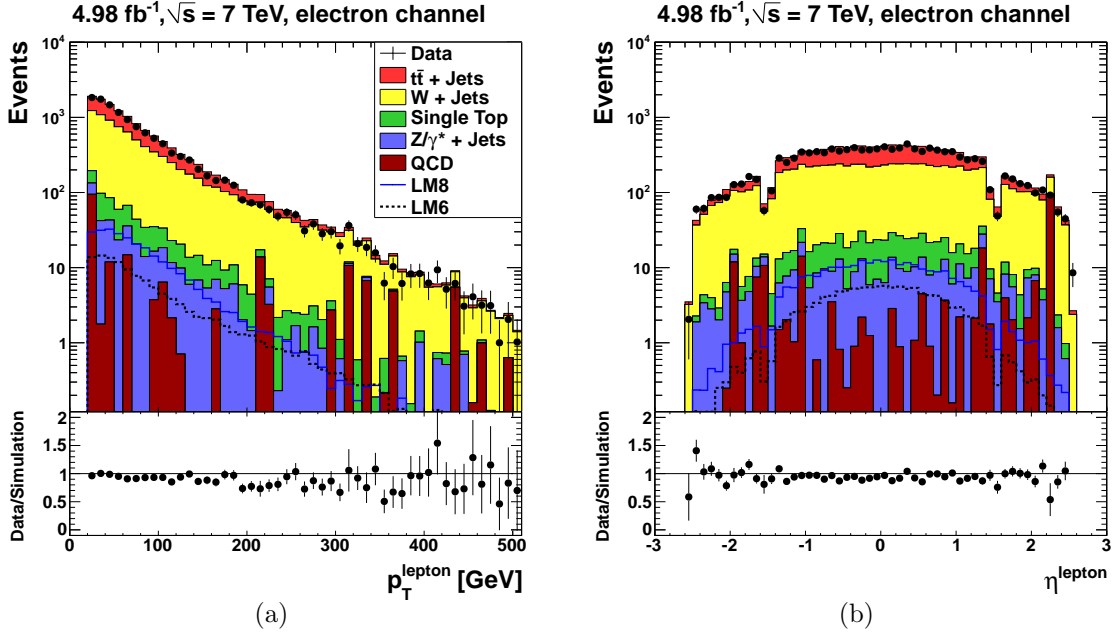 4.98 fb⁻¹,√s = 7 TeV, electron channel
Events
10³
10²
10
1
Data
tt̄ + Jets
W + Jets
Single Top
Z/γ* + Jets
QCD
LM8
LM6
Data/Simulation
2
1.5
1
0.5
0
0 100 200 300 400 500
p_T^lepton [GeV]
(a)
4.98 fb⁻¹,√s = 7 TeV, electron channel
Events
10³
10²
10
1
Data/Simulation
2
1.5
1
0.5
0
-3 -2 -1 0 1 2 3
η^lepton
(b)